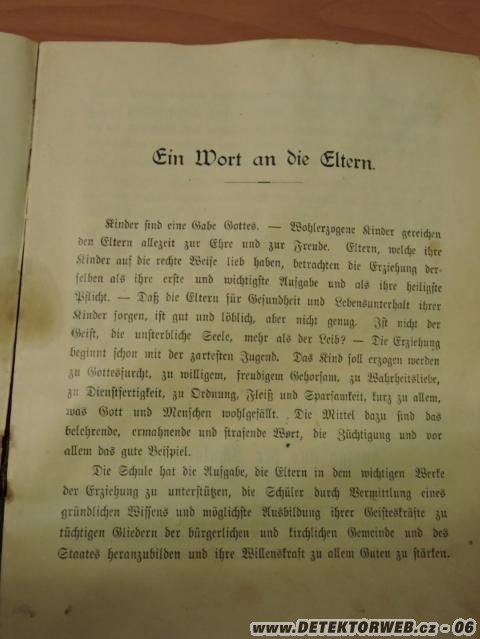 Ein Wort an die Eltern.
Kinder sind eine Gabe Gottes. — Wohlerzogene Kinder gereichen
den Eltern allezeit zur Ehre und zur Freude. Eltern, welche ihre
Kinder auf die rechte Weise lieb haben, betrachten die Erziehung der-
selben als ihre erste und wichtigste Aufgabe und als ihre heiligste
Pflicht. — Daß die Eltern für Gesundheit und Lebensunterhalt ihrer
Kinder sorgen, ist gut und löblich, aber nicht genug. Ist nicht der
Geist, die unsterbliche Seele, mehr als der Leib? — Die Erziehung
beginnt schon mit der zartesten Jugend. Das Kind soll erzogen werden
zu Gottesfurcht, zu willigem, freudigem Gehorsam, zu Wahrheitsliebe,
zu Dienstfertigkeit, zu Ordnung, Fleiß und Sparsamkeit, kurz zu allem,
was Gott und Menschen wohlgefällt. Die Mittel dazu sind das
belehrende, ermahnende und strafende Wort, die Züchtigung und vor
allem das gute Beispiel.
Die Schule hat die Aufgabe, die Eltern in dem wichtigen Werke
der Erziehung zu unterstützen, die Schüler durch Vermittlung eines
gründlichen Wissens und möglichste Ausbildung ihrer Geisteskräfte zu
tüchtigen Gliedern der bürgerlichen und kirchlichen Gemeinde und des
Staates heranzubilden und ihre Willenskraft zu allem Guten zu stärken.
www.DETEKTORWEB.cz - 06